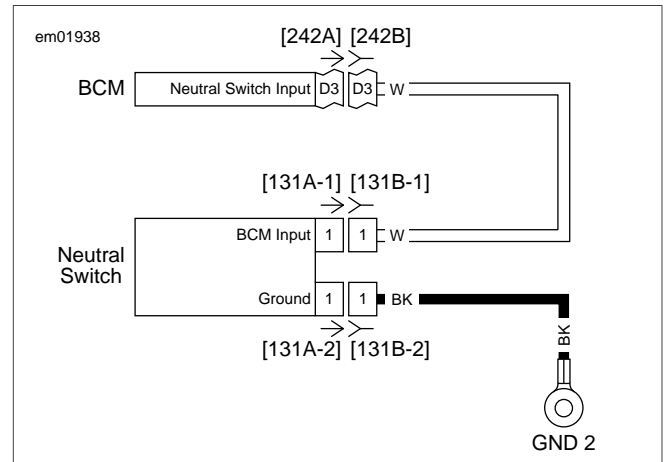 em01938
[242A] [242B]
BCM
Neutral Switch Input D3 D3 W
[131A-1] [131B-1]
BCM Input 1 1 W
Neutral
Switch
Ground 1 1 BK
BK
[131A-2] [131B-2]
GND 2